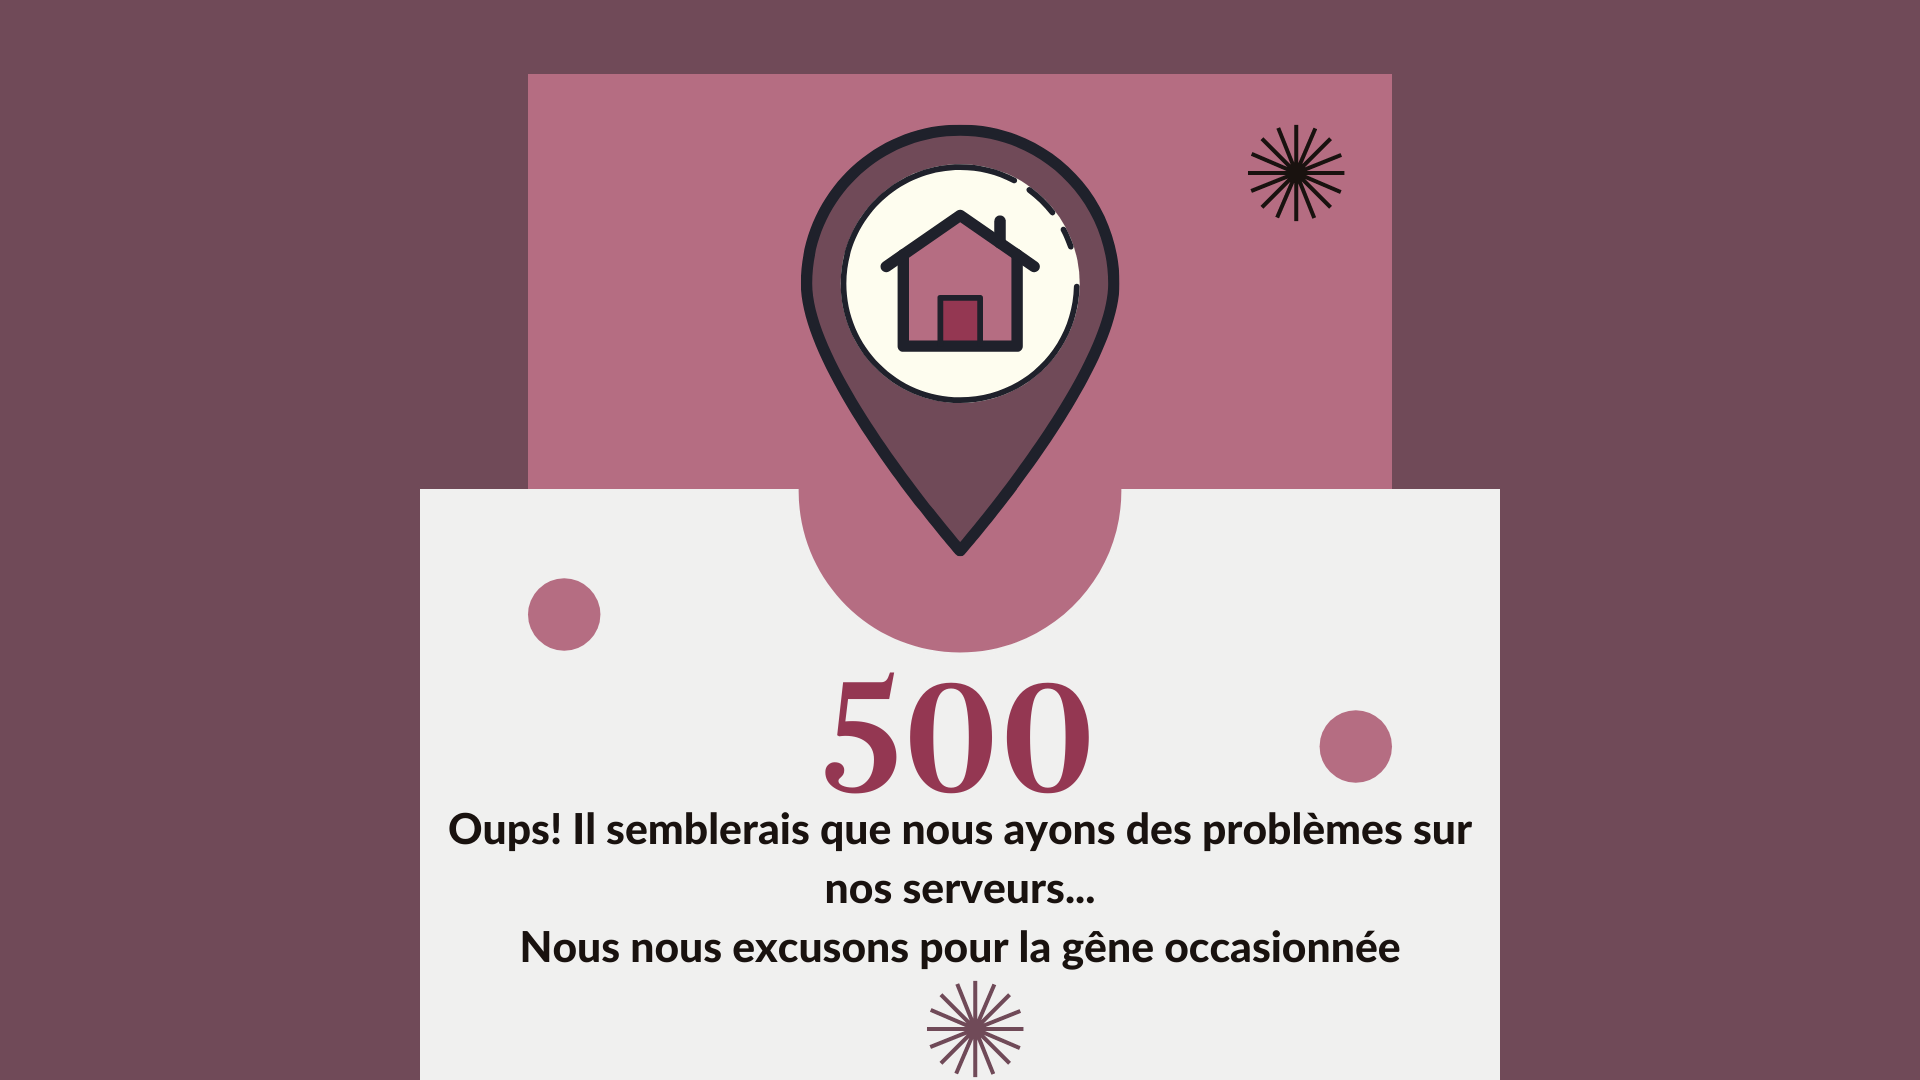 500
Oups! Il semblerais que nous ayons des problèmes sur
nos serveurs...
Nous nous excusons pour la gêne occasionnée